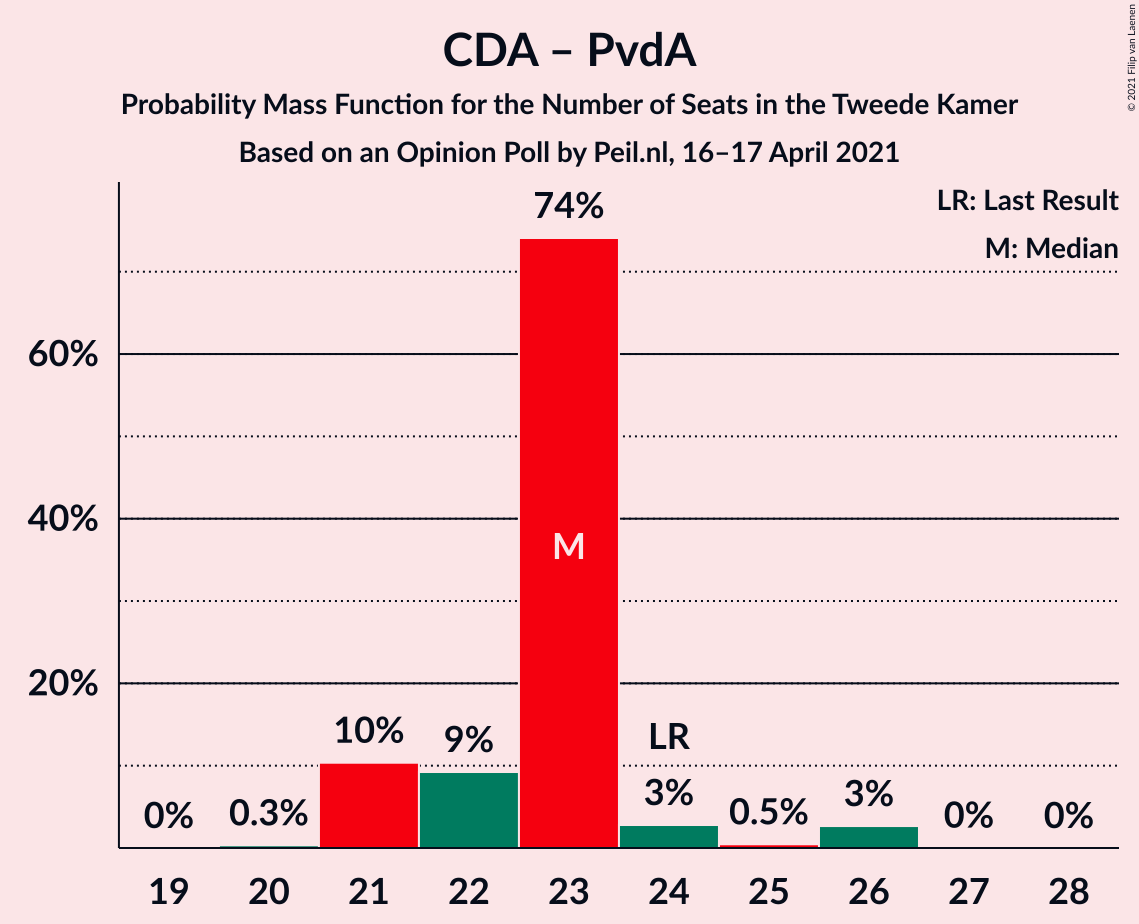 CDA – PvdA
Probability Mass Function for the Number of Seats in the Tweede Kamer
Based on an Opinion Poll by Peil.nl, 16–17 April 2021
© 2021 Filip van Laenen
LR: Last Result
M: Median
74%
60%
40%
M
20%
LR
10%
9%
3%
3%
0%
0.3%
0.5%
0%
0%
19 20 21 22 23 24 25 26 27 28